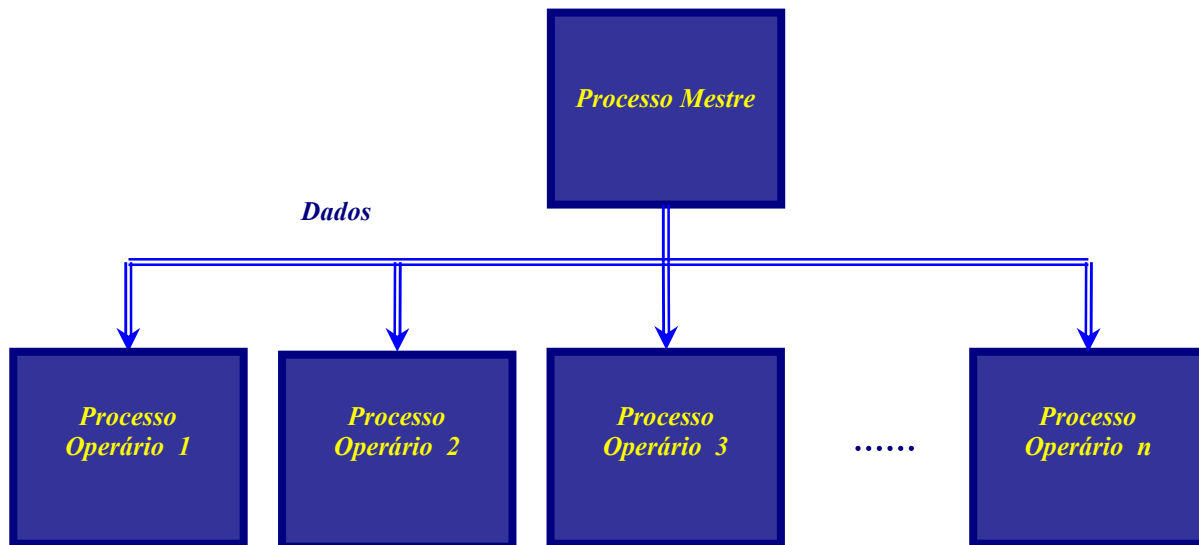 Processo Mestre
Dados
Processo
Operário 1
Processo
Operário 2
Processo
Operário 3
......
Processo
Operário n